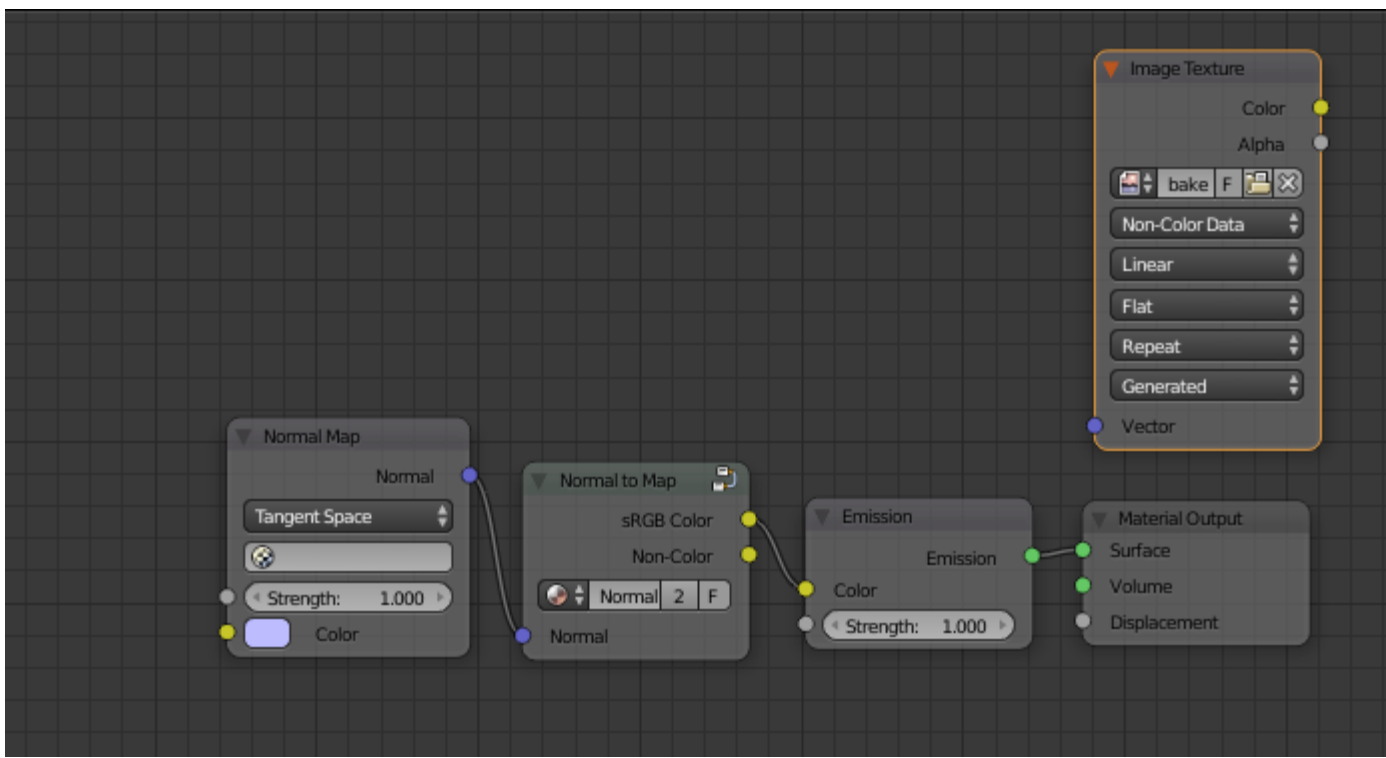 Image Texture
Color
Alpha
bake F
Non-Color Data
Linear
Flat
Repeat
Generated
Vector
Normal Map
Normal
Tangent Space
Strength: 1.000
Color
Normal to Map
sRGB Color
Non-Color
Normal 2 F
Normal
Emission
Emission
Color
Strength: 1.000
Material Output
Surface
Volume
Displacement